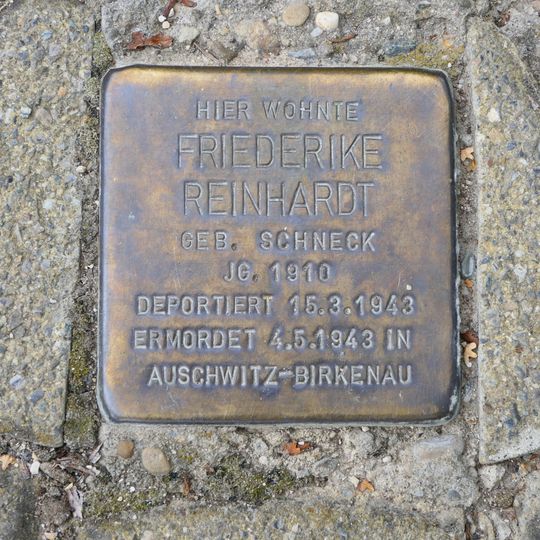 HIER WOHNTE
FRIEDERIKE
REINHARDT
GEB. SCHNECK
JG. 1910
DEPORTIERT 15.3.1943
ERMORDET 4.5.1943 IN
AUSCHWITZ-BIRKENAU